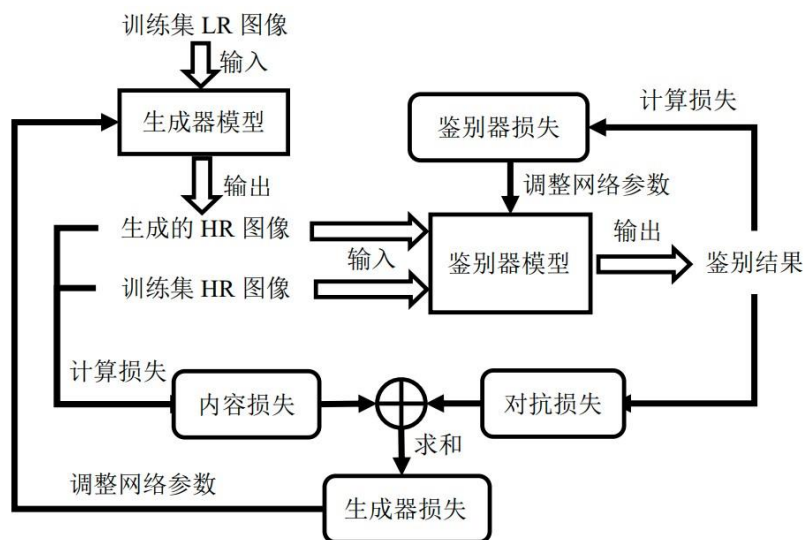 训练集 LR 图像
输入
生成器模型
输出
鉴别器损失
计算损失
调整网络参数
生成的 HR 图像
输入
训练集 HR 图像
鉴别器模型
输出
鉴别结果
计算损失
内容损失
对抗损失
求和
调整网络参数
生成器损失